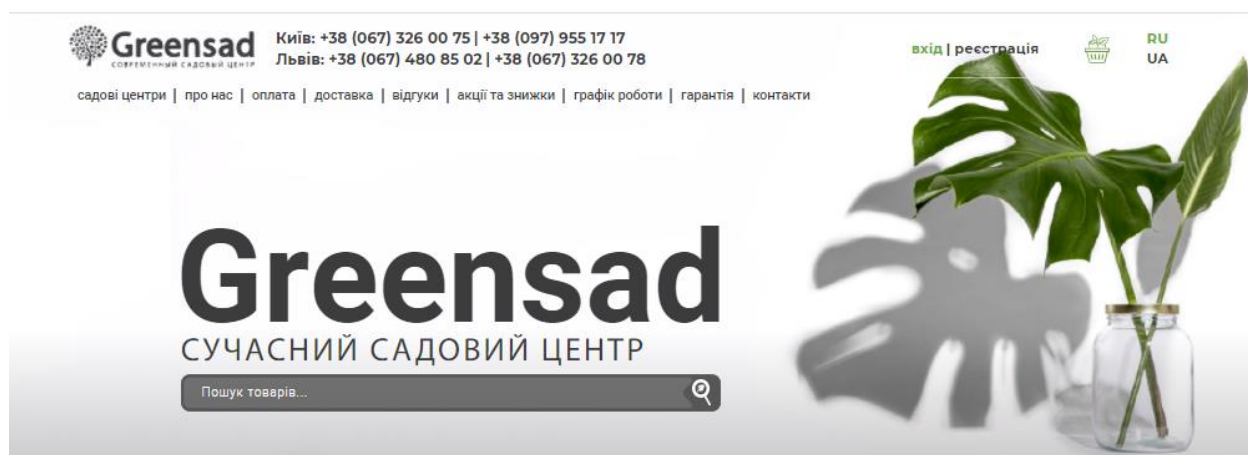 Greensad
СОВРЕМЕННЫЙ САДОВЫЙ ЦЕНТР
Київ: +38 (067) 326 00 75 | +38 (097) 955 17 17
Львів: +38 (067) 480 85 02 | +38 (067) 326 00 78
вхід | реєстрація
RU
UA
садові центри | про нас | оплата | доставка | відгуки | акції та знижки | графік роботи | гарантія | контакти
Greensad
СУЧАСНИЙ САДОВИЙ ЦЕНТР
Пошук товарів...